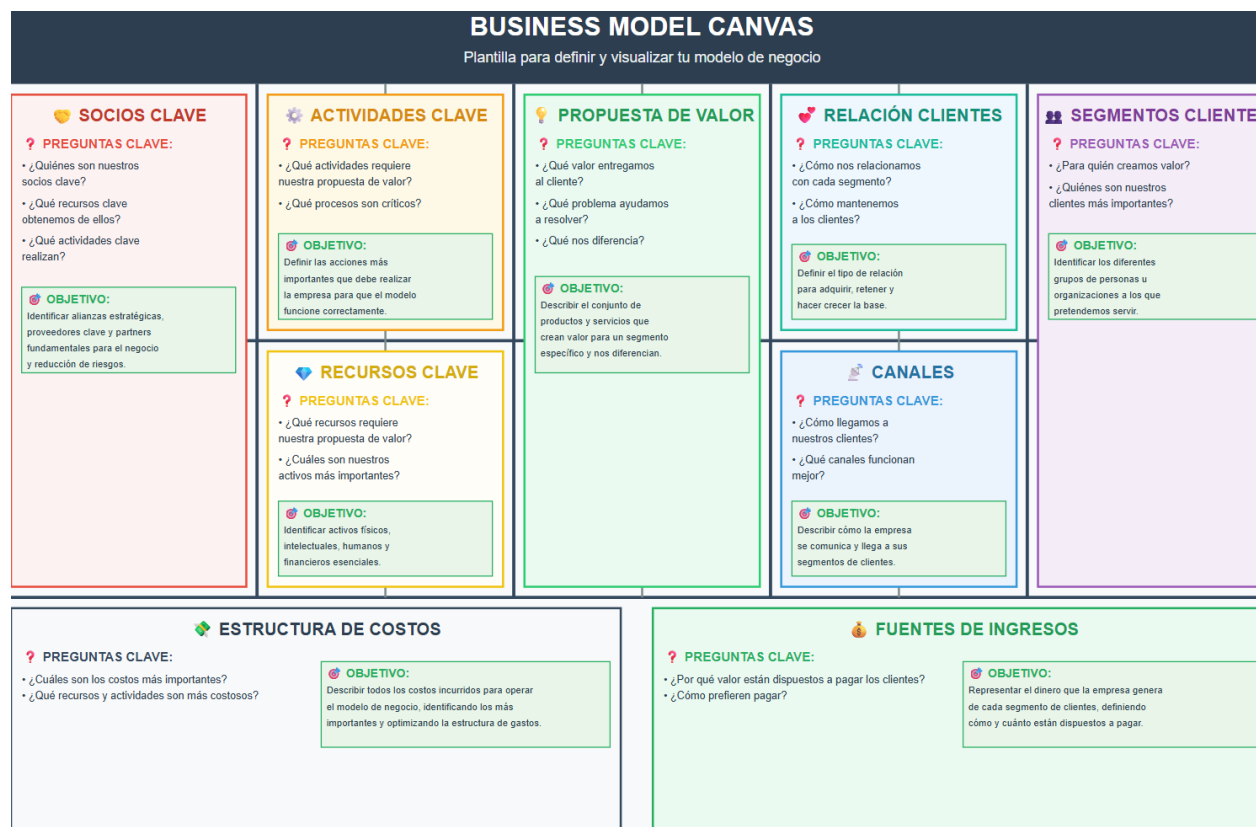 BUSINESS MODEL CANVAS
Plantilla para definir y visualizar tu modelo de negocio
SOCIOS CLAVE
❓ PREGUNTAS CLAVE:
• ¿Quiénes son nuestros
socios clave?
• ¿Qué recursos clave
obtenemos de ellos?
• ¿Qué actividades clave
realizan?
OBJETIVO:
Identificar alianzas estratégicas,
proveedores clave y partners
fundamentales para el negocio
y reducción de riesgos.
ACTIVIDADES CLAVE
❓ PREGUNTAS CLAVE:
• ¿Qué actividades requiere
nuestra propuesta de valor?
• ¿Qué procesos son críticos?
OBJETIVO:
Definir las acciones más
importantes que debe realizar
la empresa para que el modelo
funcione correctamente.
RECURSOS CLAVE
❓ PREGUNTAS CLAVE:
• ¿Qué recursos requiere
nuestra propuesta de valor?
• ¿Cuáles son nuestros
activos más importantes?
OBJETIVO:
Identificar activos físicos,
intelectuales, humanos y
financieros esenciales.
PROPUESTA DE VALOR
❓ PREGUNTAS CLAVE:
• ¿Qué valor entregamos
al cliente?
• ¿Qué problema ayudamos
a resolver?
• ¿Qué nos diferencia?
OBJETIVO:
Describir el conjunto de
productos y servicios que
crean valor para un segmento
específico y nos diferencian.
RELACIÓN CLIENTES
❓ PREGUNTAS CLAVE:
• ¿Cómo nos relacionamos
con cada segmento?
• ¿Cómo mantenemos
a los clientes?
OBJETIVO:
Definir el tipo de relación
para adquirir, retener y
hacer crecer la base.
CANALES
❓ PREGUNTAS CLAVE:
• ¿Cómo llegamos a
nuestros clientes?
• ¿Qué canales funcionan
mejor?
OBJETIVO:
Describir cómo la empresa
se comunica y llega a sus
segmentos de clientes.
SEGMENTOS CLIENTE
❓ PREGUNTAS CLAVE:
• ¿Para quién creamos valor?
• ¿Quiénes son nuestros
clientes más importantes?
OBJETIVO:
Identificar los diferentes
grupos de personas u
organizaciones a los que
pretendemos servir.
ESTRUCTURA DE COSTOS
❓ PREGUNTAS CLAVE:
• ¿Cuáles son los costos más importantes?
• ¿Qué recursos y actividades son más costosos?
OBJETIVO:
Describir todos los costos incurridos para operar
el modelo de negocio, identificando los más
importantes y optimizando la estructura de gastos.
FUENTES DE INGRESOS
❓ PREGUNTAS CLAVE:
• ¿Por qué valor están dispuestos a pagar los clientes?
• ¿Cómo prefieren pagar?
OBJETIVO:
Representar el dinero que la empresa genera
de cada segmento de clientes, definiendo
cómo y cuánto están dispuestos a pagar.